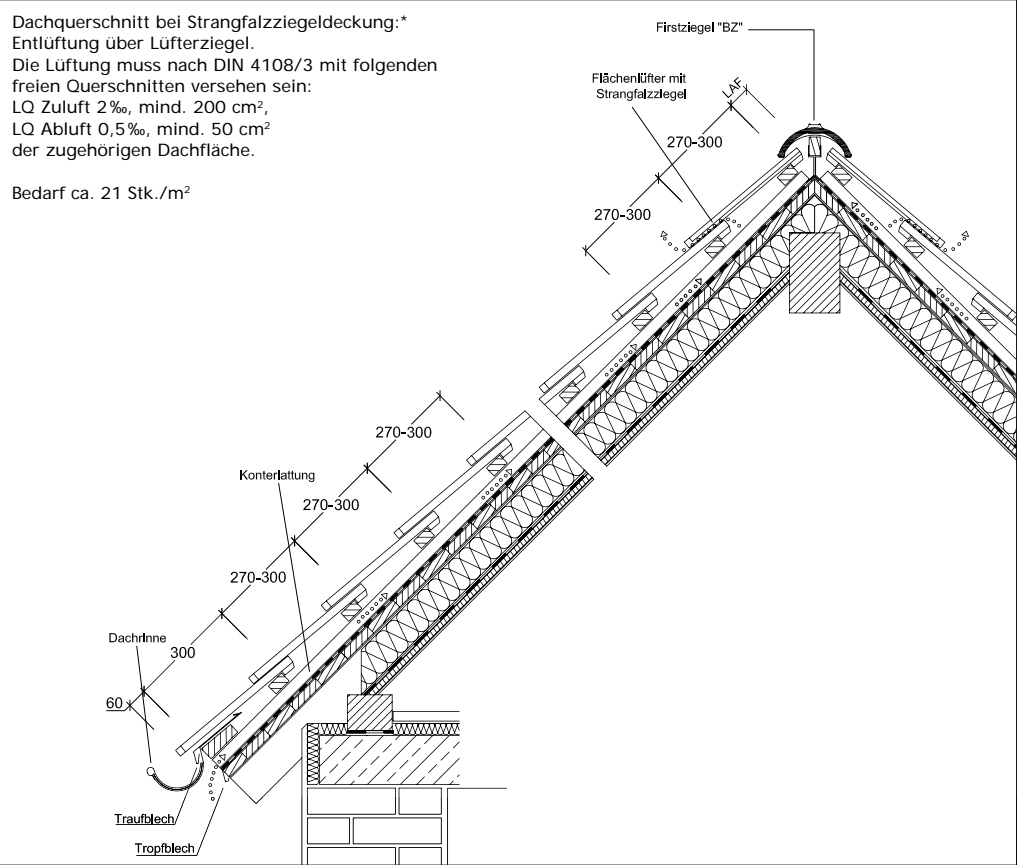 Dachquerschnitt bei Strangfalzziegeldeckung:*
Entlüftung über Lüfterziegel.
Die Lüftung muss nach DIN 4108/3 mit folgenden
freien Querschnitten versehen sein:
LQ Zuluft 2‰, mind. 200 cm²,
LQ Abluft 0,5‰, mind. 50 cm²
der zugehörigen Dachfläche.
Bedarf ca. 21 Stk./m²
Firstziegel "BZ"
Flächenlüfter mit
Strangfalzziegel
LAF
270-300
270-300
270-300
Konterlattung
270-300
270-300
Dachrinne
300
60
Traufblech
Tropfblech